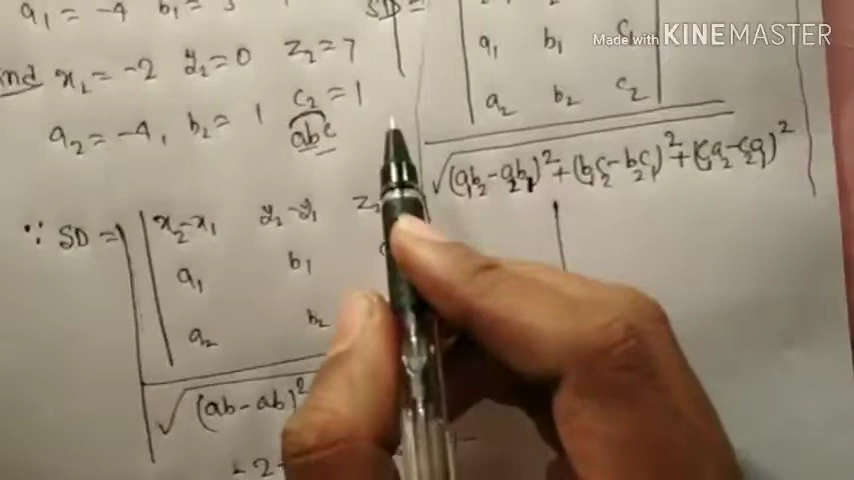 a₁ = -4 b₁ =
SD =
a₁ b₁ c₁
a₂ b₂ c₂
√(a₁b₂-a₂b₁)²+(b₁c₂-b₂c₁)²+(c₁a₂-c₂a₁)²
Made with KINEMASTER
and x₂ = -2 y₂ = 0 z₂ = 7
a₂ = -4, b₂ = 1 c₂ = 1
abc
∵ SD = x₂-x₁ y₂-y₁ z₂
a₁ b₁
a₂ b₂
√(ab-ab)²
-2